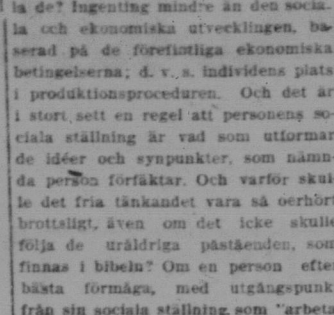 la de? Ingenting mindre än den socia-
la och ekonomiska utvecklingen, ba-
serad på de förefintliga ekonomiska
betingelserna; d. v. s. individens plats
i produktionsproceduren. Och det är
i stort sett en regel att personens so-
ciala ställning är vad som utformar
de idéer och synpunkter, som nämn-
da person förfäktar. Och varför skul-
le det fria tänkandet vara så oerhört
brottsligt, även om det icke skulle
följa de uråldriga påståenden, som
finnas i bibeln? Om en person efter
bästa förmåga, med utgångspunk
från sin sociala ställning som "arbeta